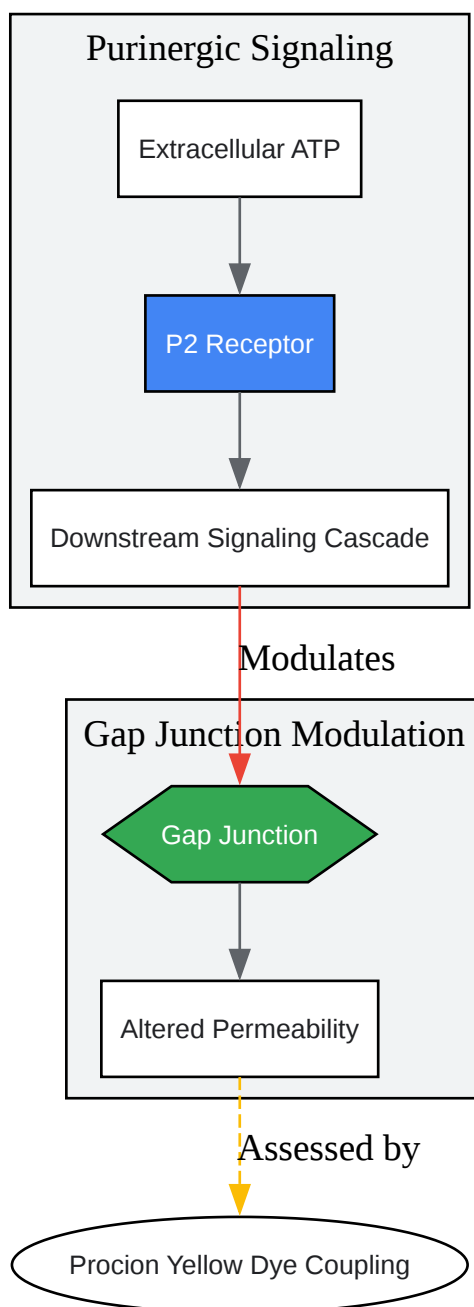 Purinergic Signaling
Extracellular ATP
P2 Receptor
Downstream Signaling Cascade
Modulates
Gap Junction Modulation
Gap Junction
Altered Permeability
Assessed by
Procion Yellow Dye Coupling